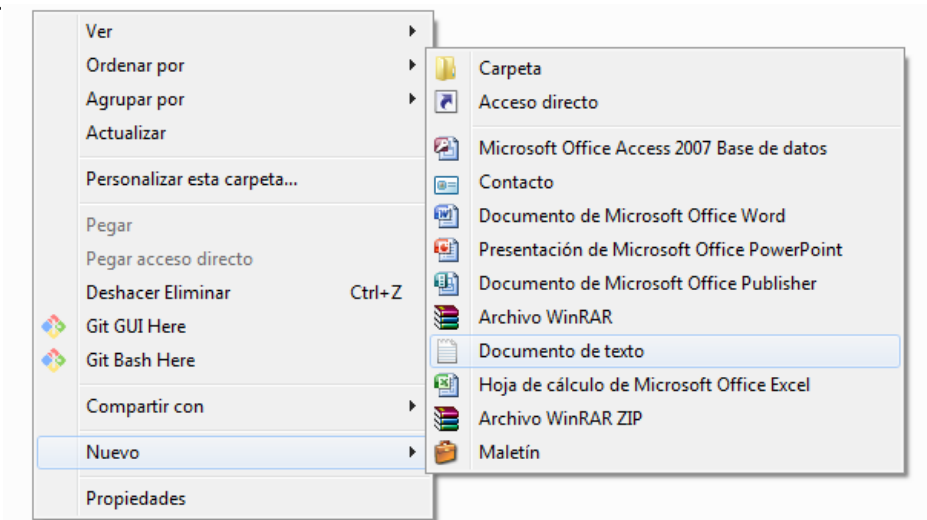 Ver
Ordenar por
Agrupar por
Actualizar
Personalizar esta carpeta...
Pegar
Pegar acceso directo
Deshacer Eliminar Ctrl+Z
Git GUI Here
Git Bash Here
Compartir con
Nuevo
Propiedades
Carpeta
Acceso directo
Microsoft Office Access 2007 Base de datos
Contacto
Documento de Microsoft Office Word
Presentación de Microsoft Office PowerPoint
Documento de Microsoft Office Publisher
Archivo WinRAR
Documento de texto
Hoja de cálculo de Microsoft Office Excel
Archivo WinRAR ZIP
Maletín